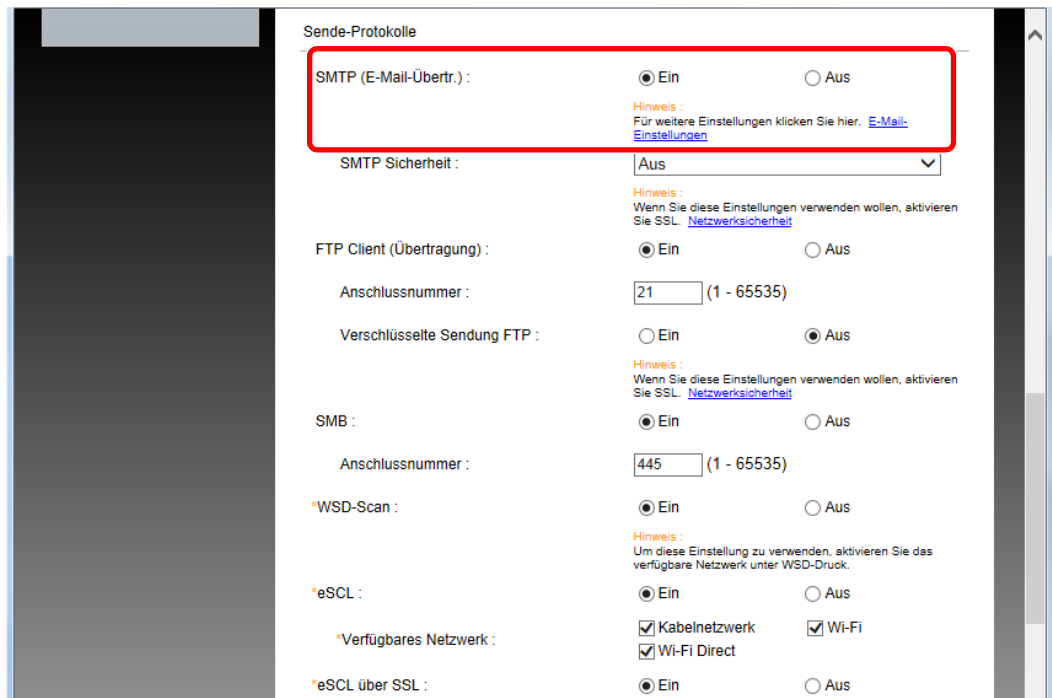 Sende-Protokolle
SMTP (E-Mail-Übertr.) : Ein Aus
Hinweis :
Für weitere Einstellungen klicken Sie hier. E-Mail-
Einstellungen
SMTP Sicherheit : Aus
Hinweis :
Wenn Sie diese Einstellungen verwenden wollen, aktivieren
Sie SSL. Netzwerksicherheit
FTP Client (Übertragung) : Ein Aus
Anschlussnummer : 21 (1 - 65535)
Verschlüsselte Sendung FTP : Ein Aus
Hinweis :
Wenn Sie diese Einstellungen verwenden wollen, aktivieren
Sie SSL. Netzwerksicherheit
SMB : Ein Aus
Anschlussnummer : 445 (1 - 65535)
*WSD-Scan : Ein Aus
Hinweis :
Um diese Einstellung zu verwenden, aktivieren Sie das
verfügbare Netzwerk unter WSD-Druck.
*eSCL : Ein Aus
*Verfügbares Netzwerk : Kabelnetzwerk Wi-Fi
Wi-Fi Direct
*eSCL über SSL : Ein Aus